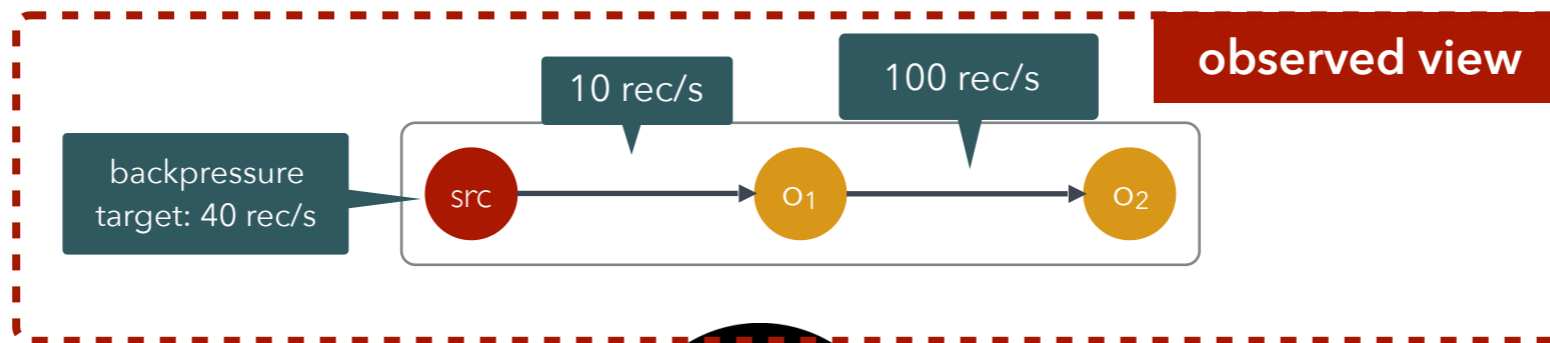 observed view
10 rec/s
100 rec/s
backpressure
target: 40 rec/s
src
o1
o2